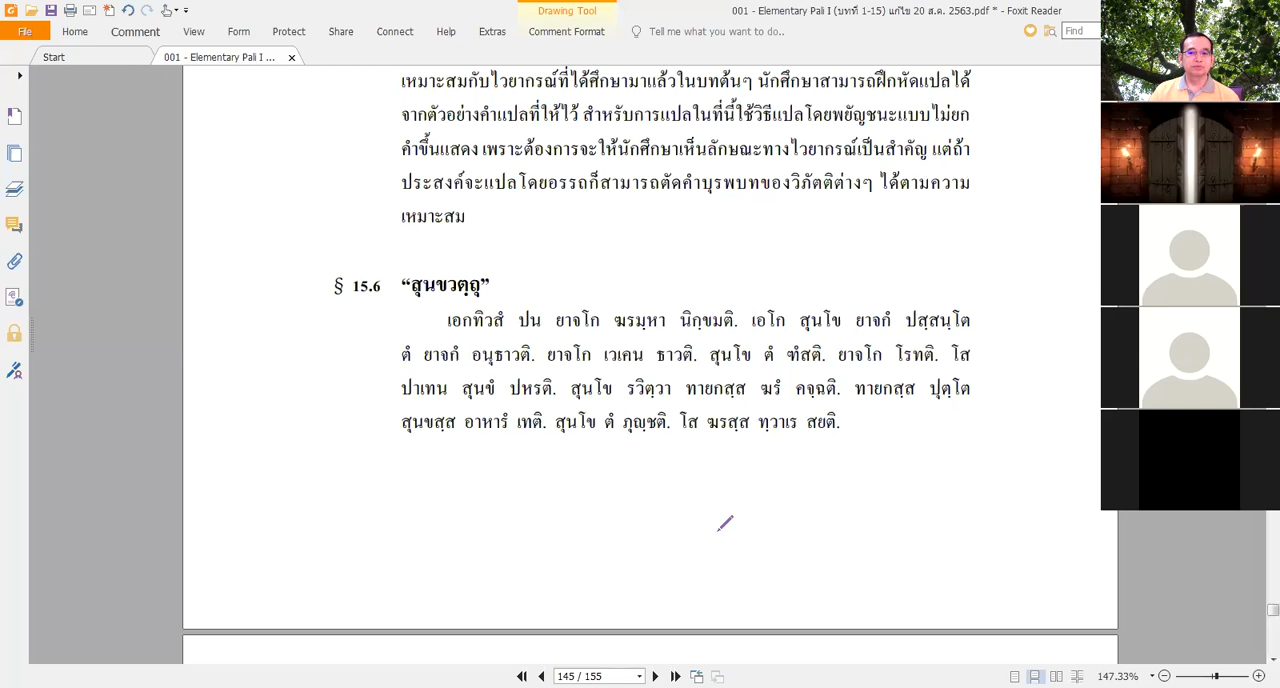 Drawing Tool
001 - Elementary Pali I (บทที่ 1-15) แก้ไข 20 ส.ค. 2563.pdf * - Foxit Reader
File Home Comment View Form Protect Share Connect Help Extras Comment Format Tell me what you want to do.. Find
Start 001 - Elementary Pali I ...
เหมาะสมกับไวยากรณ์ที่ได้ศึกษามาแล้วในบทต้นๆ นักศึกษาสามารถฝึกหัดแปลได้
จากตัวอย่างคำแปลที่ให้ไว้ สำหรับการแปลในที่นี้ใช้วิธีแปลโดยพยัญชนะแบบไม่ยก
คำขึ้นแสดง เพราะต้องการจะให้นักศึกษาเห็นลักษณะทางไวยากรณ์เป็นสำคัญ แต่ถ้า
ประสงค์จะแปลโดยอรรถก็สามารถตัดคำบุรพบทของวิภัตติต่างๆ ได้ตามความ
เหมาะสม
§ 15.6 “สุนขวตฺถุ”
เอกทิวสํ ปน ยาจโก ฆรมฺหา นิกฺขมติ. เอโก สุนโข ยาจกํ ปสฺสนฺโต
ตํ ยาจกํ อนุธาวติ. ยาจโก เวเคน ธาวติ. สุนโข ตํ ฑํสติ. ยาจโก โรทติ. โส
ปาเทน สุนขํ ปหรติ. สุนโข รวิตฺวา ทายกสฺส ฆรํ คจฺฉติ. ทายกสฺส ปุตฺโต
สุนขสฺส อาหารํ เทติ. สุนโข ตํ ภุญฺชติ. โส ฆรสฺส ทฺวาเร สยติ.
145 / 155
147.33%